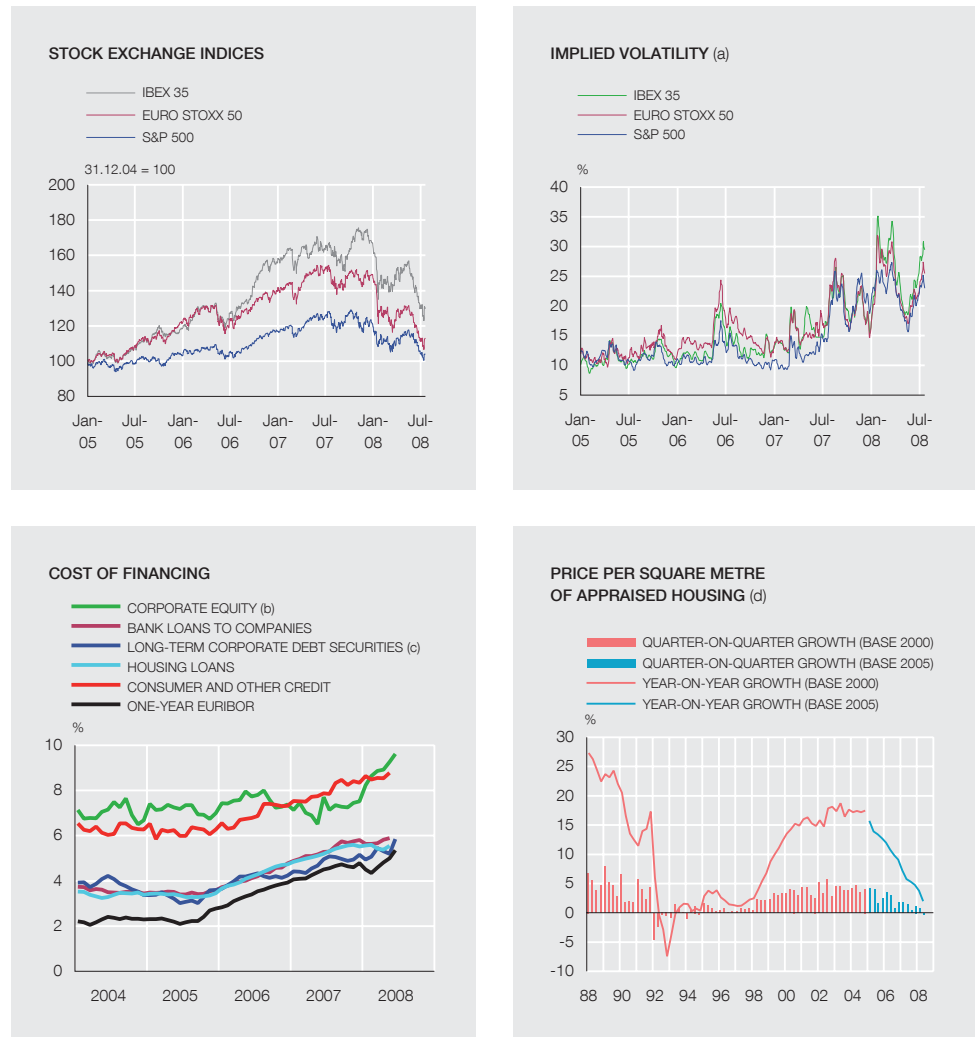 STOCK EXCHANGE INDICES
IBEX 35
EURO STOXX 50
S&P 500
31.12.04 = 100
200
180
160
140
120
100
80
Jan- Jul- Jan- Jul- Jan- Jul- Jan- Jul-
05 05 06 06 07 07 08 08
IMPLIED VOLATILITY (a)
IBEX 35
EURO STOXX 50
S&P 500
%
40
35
30
25
20
15
10
5
Jan- Jul- Jan- Jul- Jan- Jul- Jan- Jul-
05 05 06 06 07 07 08 08
COST OF FINANCING
CORPORATE EQUITY (b)
BANK LOANS TO COMPANIES
LONG-TERM CORPORATE DEBT SECURITIES (c)
HOUSING LOANS
CONSUMER AND OTHER CREDIT
ONE-YEAR EURIBOR
%
10
8
6
4
2
0
2004 2005 2006 2007 2008
PRICE PER SQUARE METRE
OF APPRAISED HOUSING (d)
QUARTER-ON-QUARTER GROWTH (BASE 2000)
QUARTER-ON-QUARTER GROWTH (BASE 2005)
YEAR-ON-YEAR GROWTH (BASE 2000)
YEAR-ON-YEAR GROWTH (BASE 2005)
%
30
25
20
15
10
5
0
-5
-10
88 90 92 94 96 98 00 02 04 06 08